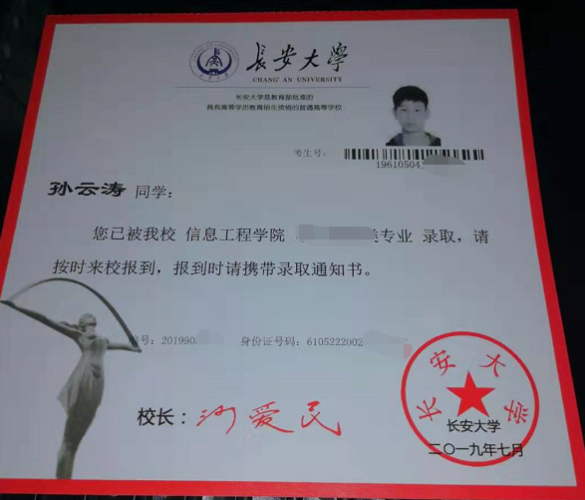 长安大学
CHANG'AN UNIVERSITY
长安大学是教育部批准的
具有高等学历教育招生资格的普通高等学校
考生号:
19610504
孙云涛 同学:
您已被我校 信息工程学院 专业 录取,请
按时来校报到,报到时请携带录取通知书。
号: 201990 身份证号码: 6105222002
校长:沙爱民
长安大学
长安大学
二〇一九年七月